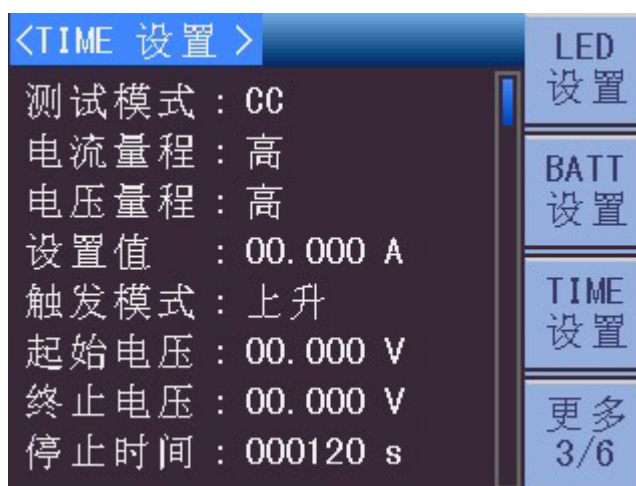 <TIME 设置 >
测试模式：CC
电流量程：高
电压量程：高
设置值 ：00.000 A
触发模式：上升
起始电压：00.000 V
终止电压：00.000 V
停止时间：000120 s
LED
设置
BATT
设置
TIME
设置
更多
3/6